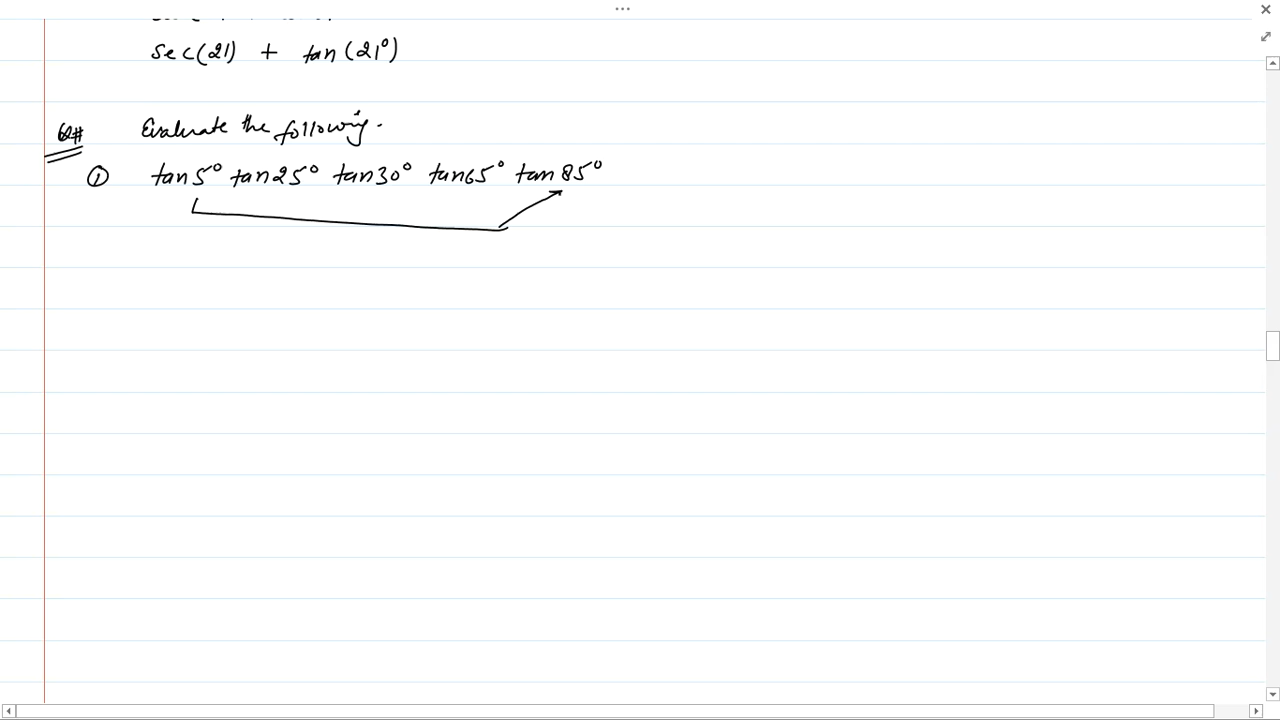 sec(21) + tan(21°)
Q# Evaluate the following.
① tan5° tan25° tan30° tan65° tan85°